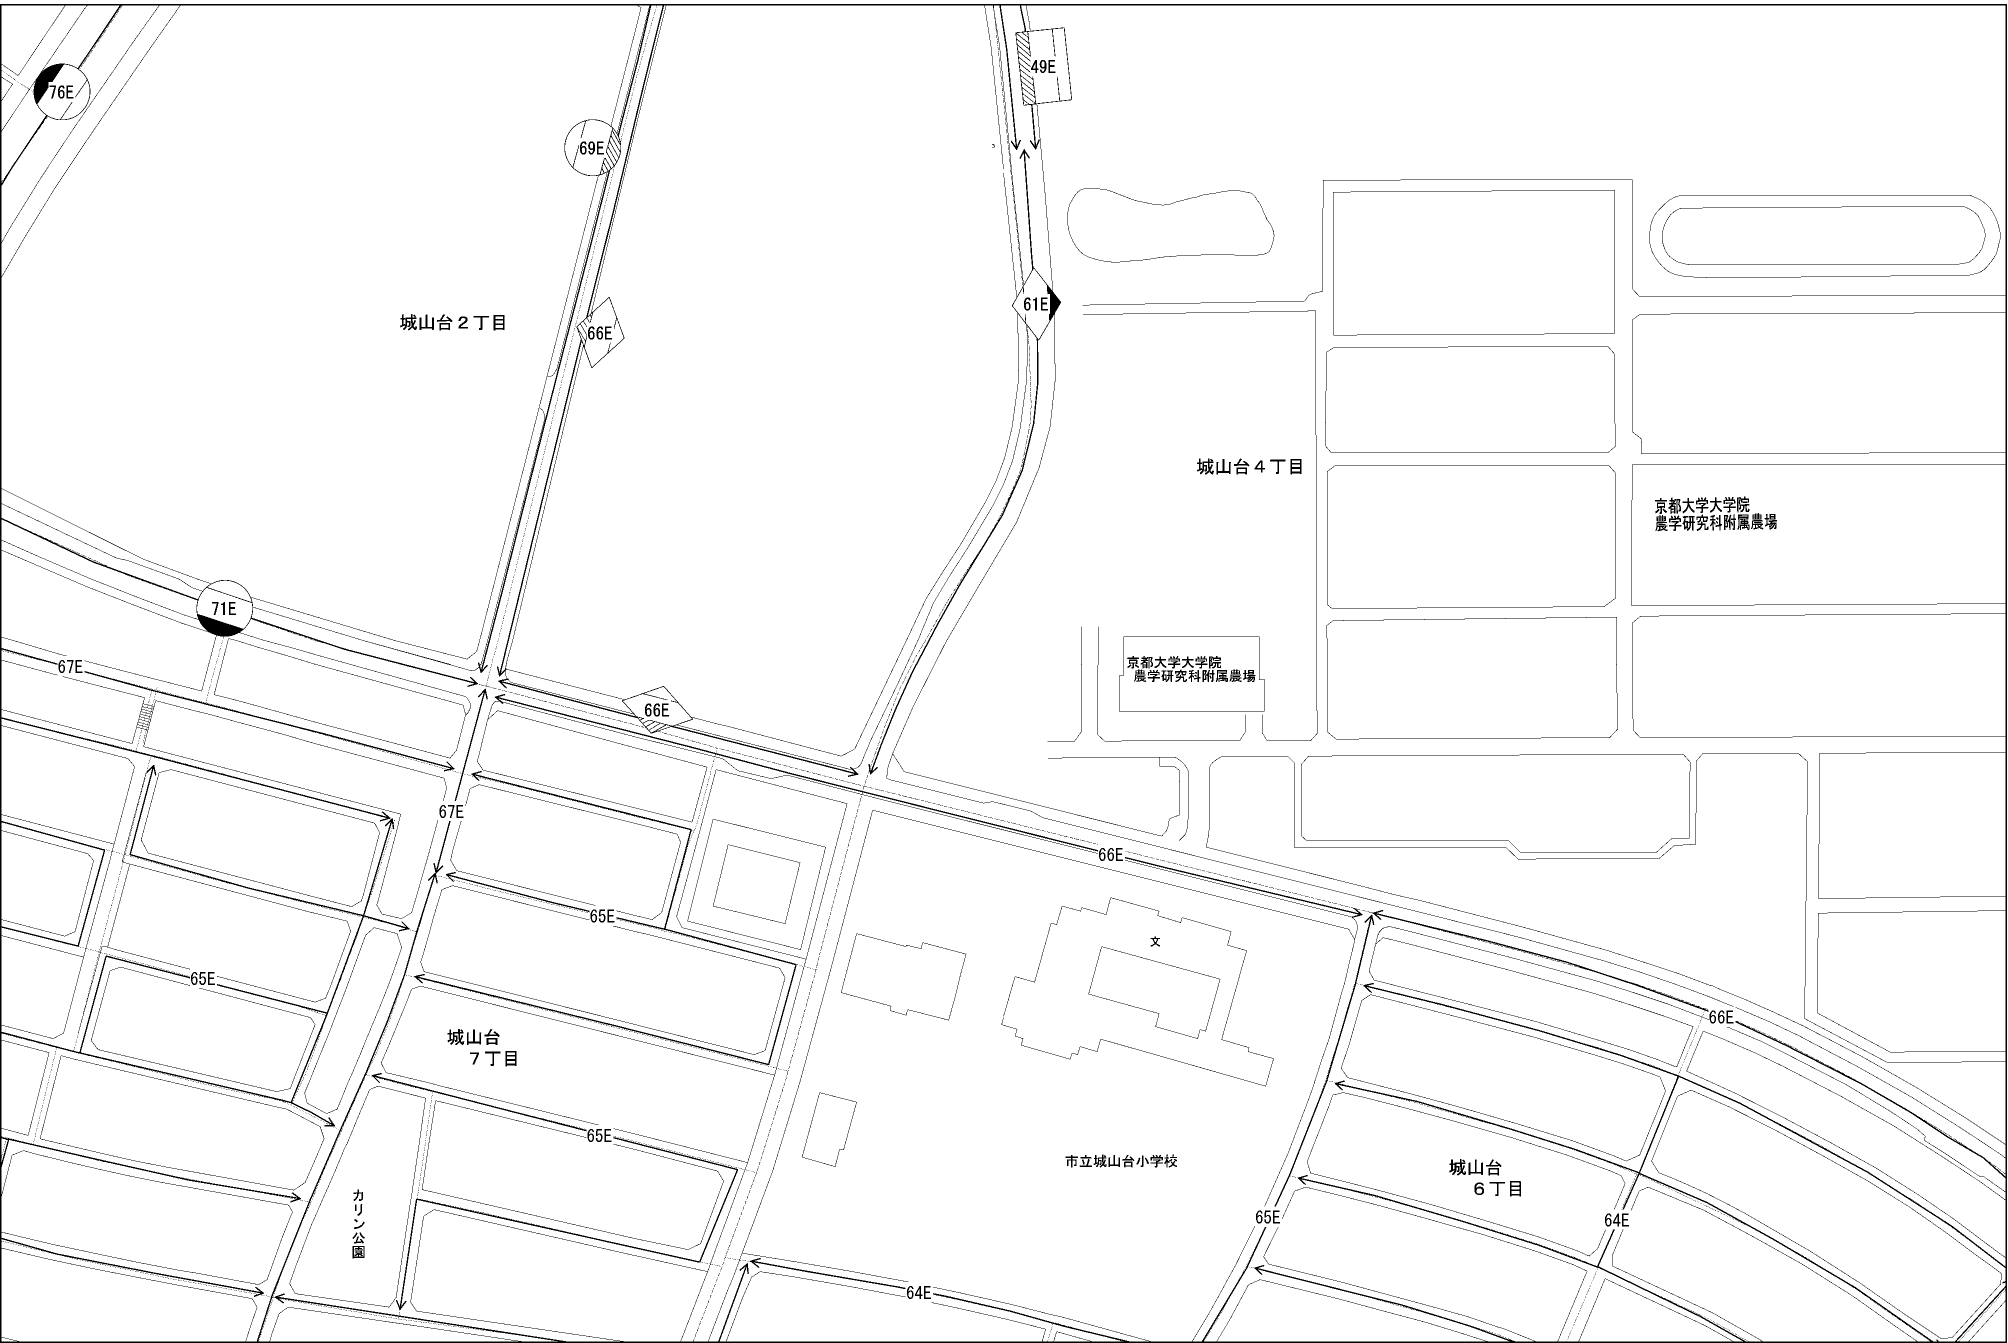 49E
76E
69E
61E
城山台２丁目
66E
城山台４丁目
京都大学大学院
農学研究科附属農場
71E
67E
京都大学大学院
農学研究科附属農場
66E
67E
66E
65E
文
65E
66E
城山台
７丁目
65E
市立城山台小学校
城山台
６丁目
カリン公園
65E
64E
64E